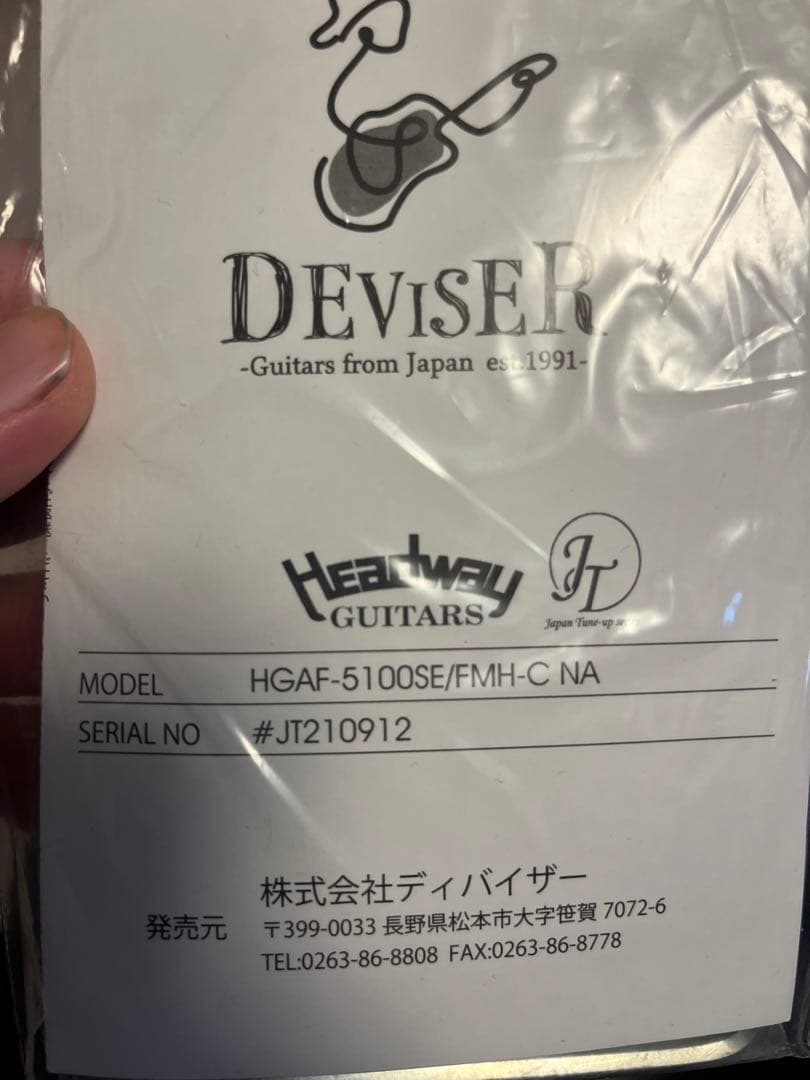 DEVISER
-Guitars from Japan est.1991-
Headway
GUITARS
JT
Japan Tune-up
MODEL HGAF-5100SE/FMH-C NA
SERIAL NO #JT210912
株式会社ディバイザー
発売元 〒399-0033 長野県松本市大字笹賀 7072-6
TEL:0263-86-8808 FAX:0263-86-8778